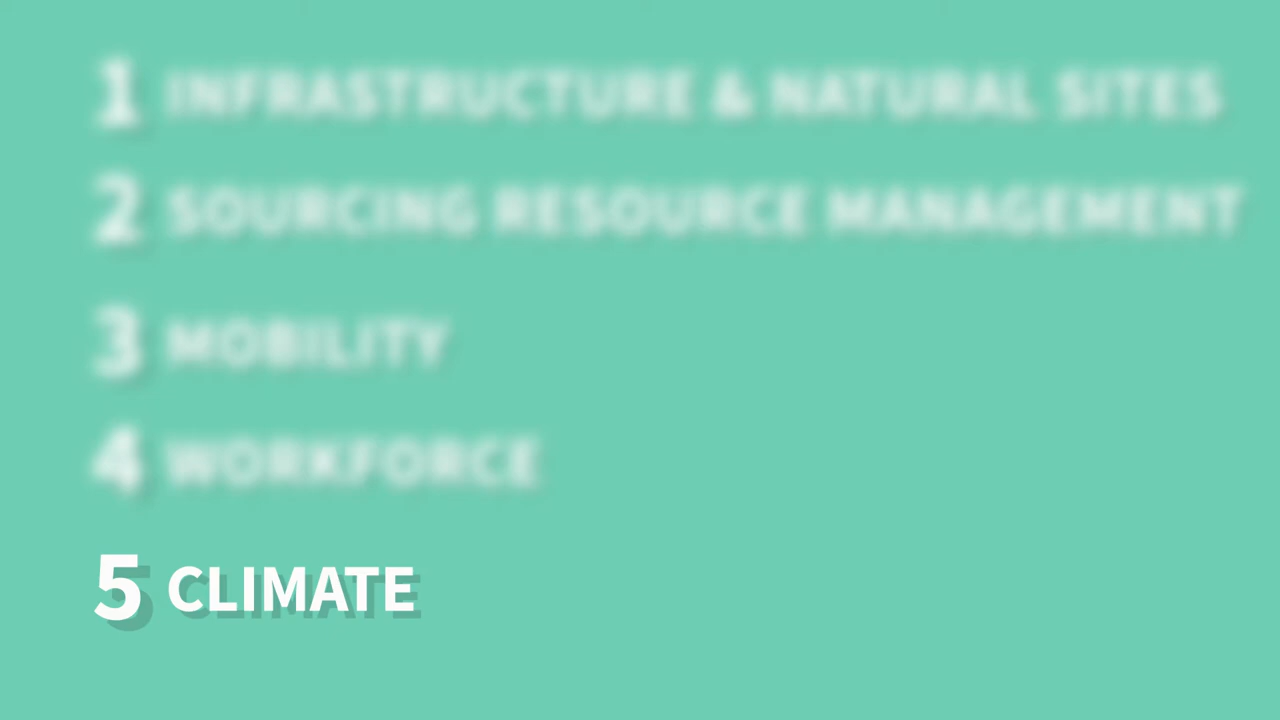 1 INFRASTRUCTURE & NATURAL SITES
2 SOURCING RESOURCE MANAGEMENT
3 MOBILITY
4 WORKFORCE
5 CLIMATE